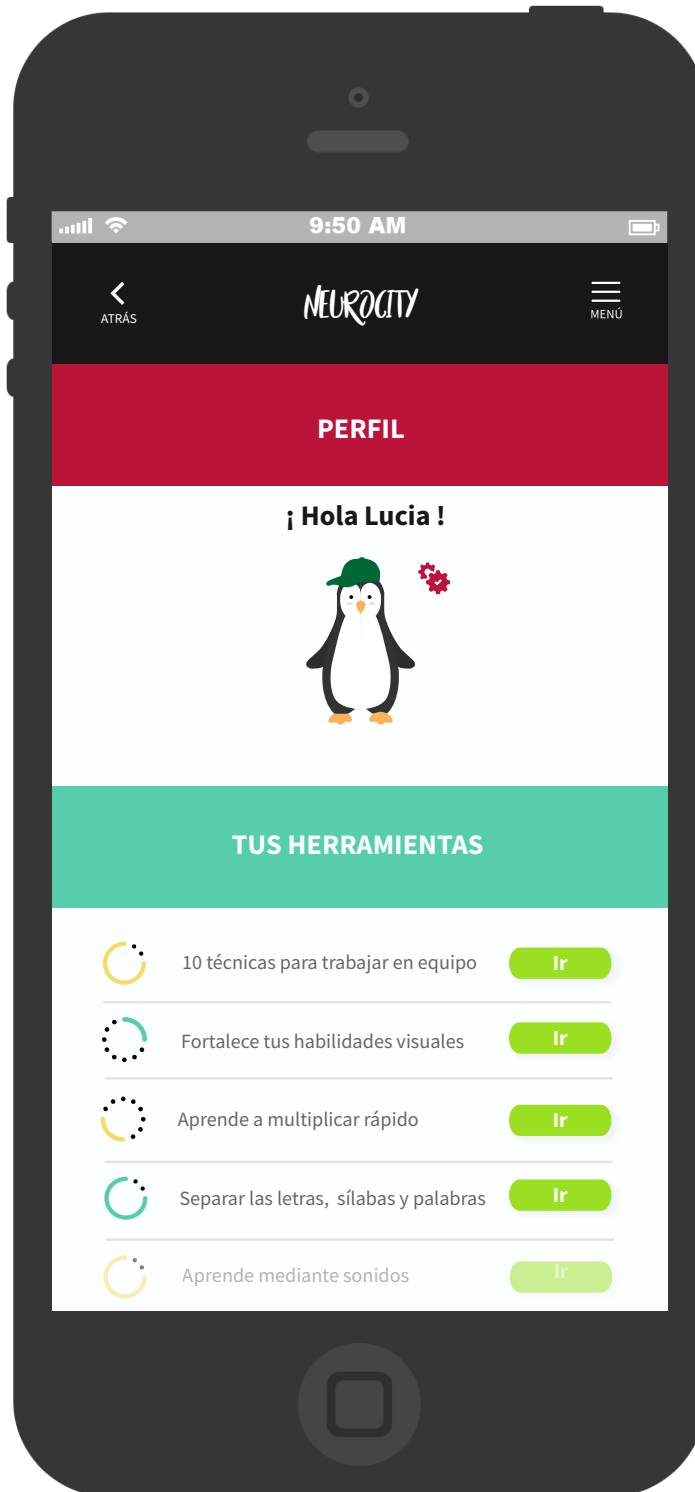 9:50 AM
ATRÁS
NEUROCITY
MENÚ
PERFIL
¡ Hola Lucia !
TUS HERRAMIENTAS
10 técnicas para trabajar en equipo Ir
Fortalece tus habilidades visuales Ir
Aprende a multiplicar rápido Ir
Separar las letras, sílabas y palabras Ir
Aprende mediante sonidos Ir